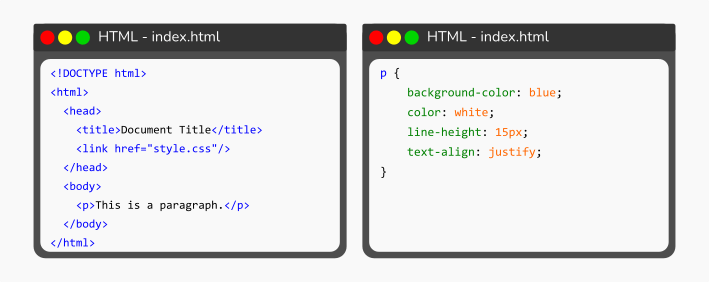 HTML - index.html
<!DOCTYPE html>
<html>
<head>
<title>Document Title</title>
<link href="style.css"/>
</head>
<body>
<p>This is a paragraph.</p>
</body>
</html>
HTML - index.html
p {
background-color: blue;
color: white;
line-height: 15px;
text-align: justify;
}